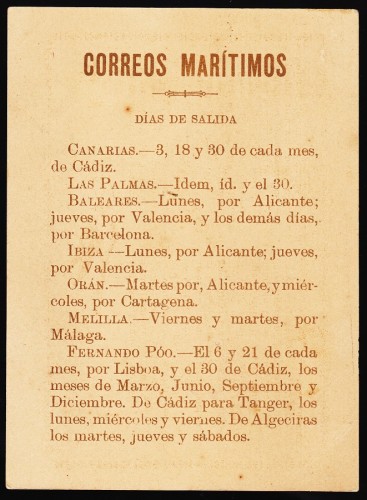 CORREOS MARÍTIMOS
DÍAS DE SALIDA
CANARIAS.—3, 18 y 30 de cada mes,
de Cádiz.
LAS PALMAS.—Idem, íd. y el 30.
BALEARES.—Lunes, por Alicante;
jueves, por Valencia, y los demás días,
por Barcelona.
IBIZA —Lunes, por Alicante; jueves,
por Valencia.
ORÁN.—Martes por, Alicante, y miér-
coles, por Cartagena.
MELILLA.—Viernes y martes, por
Málaga.
FERNANDO PÓO.—El 6 y 21 de cada
mes, por Lisboa, y el 30 de Cádiz, los
meses de Marzo, Junio, Septiembre y
Diciembre. De Cádiz para Tanger, los
lunes, miércoles y viernes. De Algeciras
los martes, jueves y sábados.